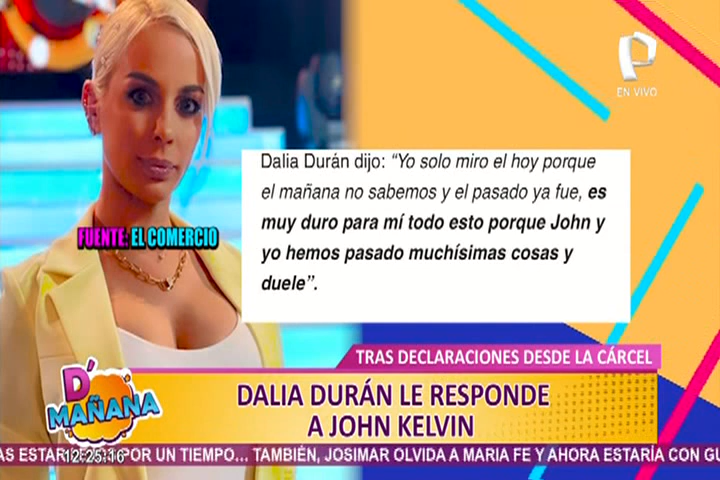 EN VIVO
Dalia Durán dijo: “Yo solo miro el hoy porque
el mañana no sabemos y el pasado ya fue, es
muy duro para mí todo esto porque John y
yo hemos pasado muchísimas cosas y
duele”.
FUENTE: EL COMERCIO
TRAS DECLARACIONES DESDE LA CÁRCEL
D'
MAÑANA
DALIA DURÁN LE RESPONDE
A JOHN KELVIN
12:25:16
AS ESTAR POR UN TIEMPO... TAMBIÉN, JOSIMAR OLVIDA A MARIA FE Y AHORA ESTARÍA CON GU